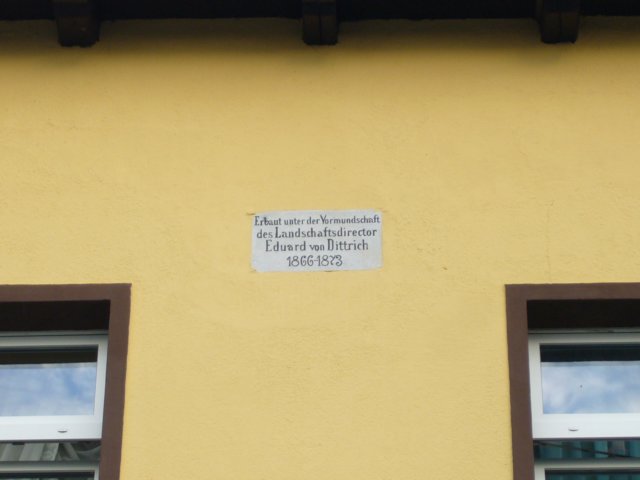 Erbaut unter der Vormundschaft
des Landschaftsdirector
Eduard von Dittrich
1866-1873